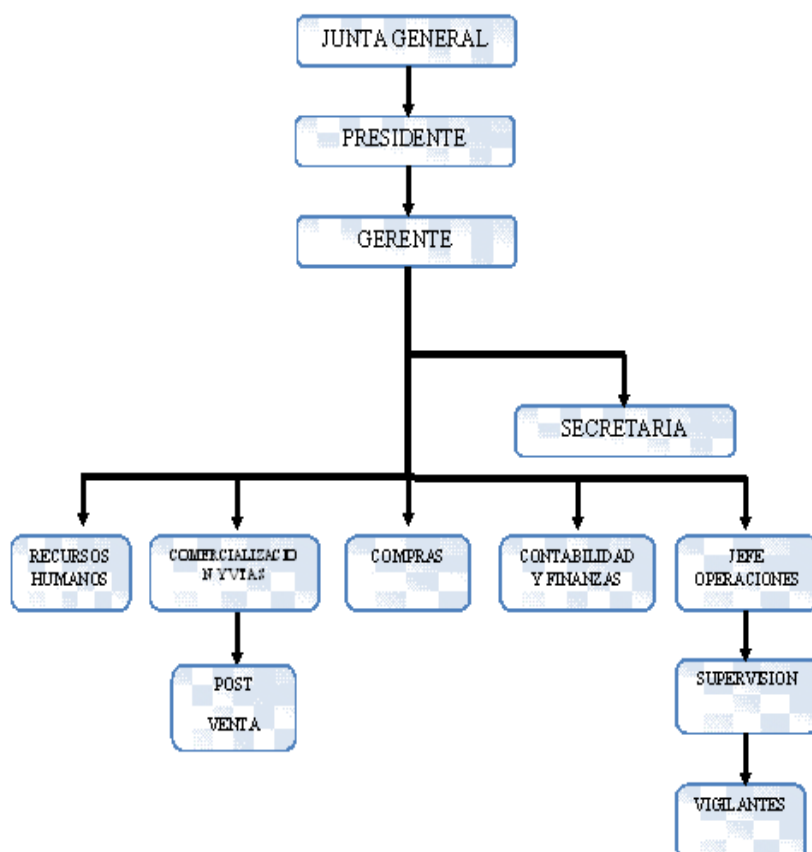 JUNTA GENERAL
PRESIDENTE
GERENTE
SECRETARIA
RECURSOS
HUMANOS
COMERCIALIZACIO
N Y VTAS
COMPRAS
CONTABILIDAD
Y FINANZAS
JEFE
OPERACIONES
POST
VENTA
SUPERVISION
VIGILANTES